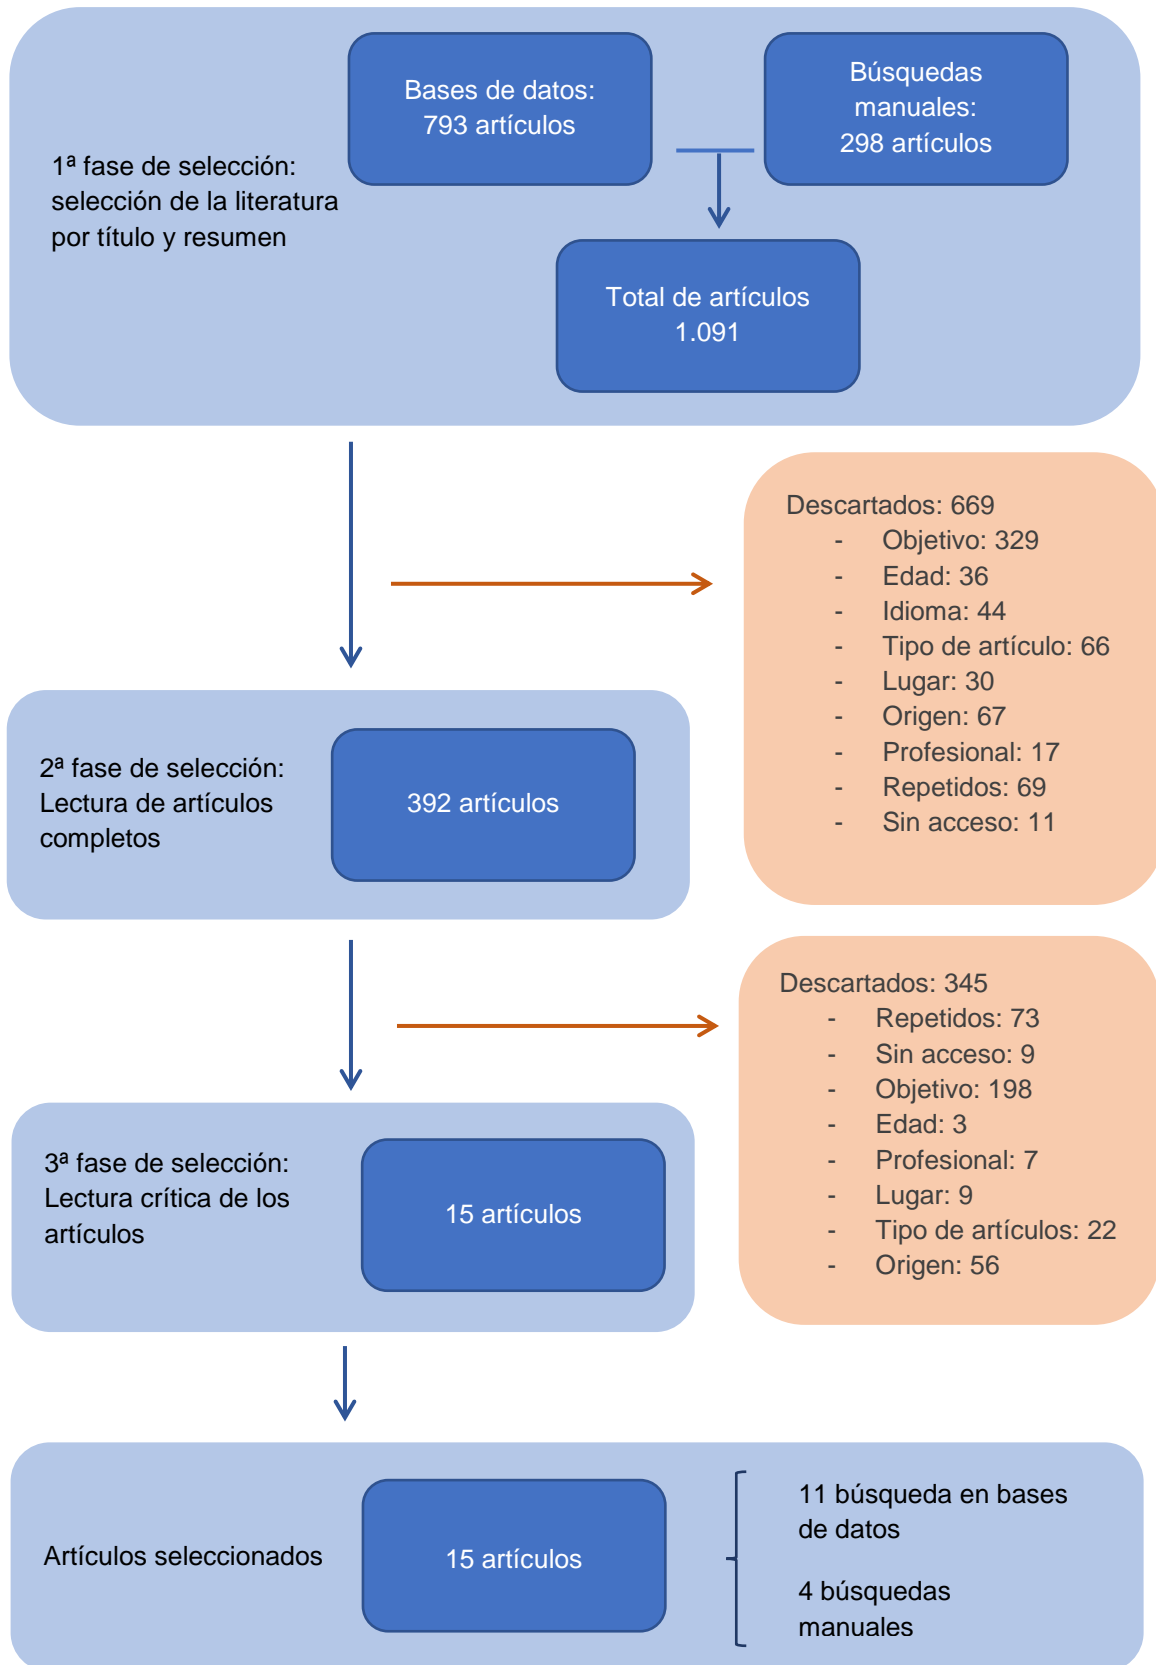 Bases de datos:
793 artículos
Búsquedas
manuales:
298 artículos
1ª fase de selección:
selección de la literatura
por título y resumen
Total de artículos
1.091
Descartados: 669
- Objetivo: 329
- Edad: 36
- Idioma: 44
- Tipo de artículo: 66
- Lugar: 30
- Origen: 67
- Profesional: 17
- Repetidos: 69
- Sin acceso: 11
2ª fase de selección:
Lectura de artículos
completos
392 artículos
Descartados: 345
- Repetidos: 73
- Sin acceso: 9
- Objetivo: 198
- Edad: 3
- Profesional: 7
- Lugar: 9
- Tipo de artículos: 22
- Origen: 56
3ª fase de selección:
Lectura crítica de los
artículos
15 artículos
Artículos seleccionados
15 artículos
11 búsqueda en bases
de datos
4 búsquedas
manuales